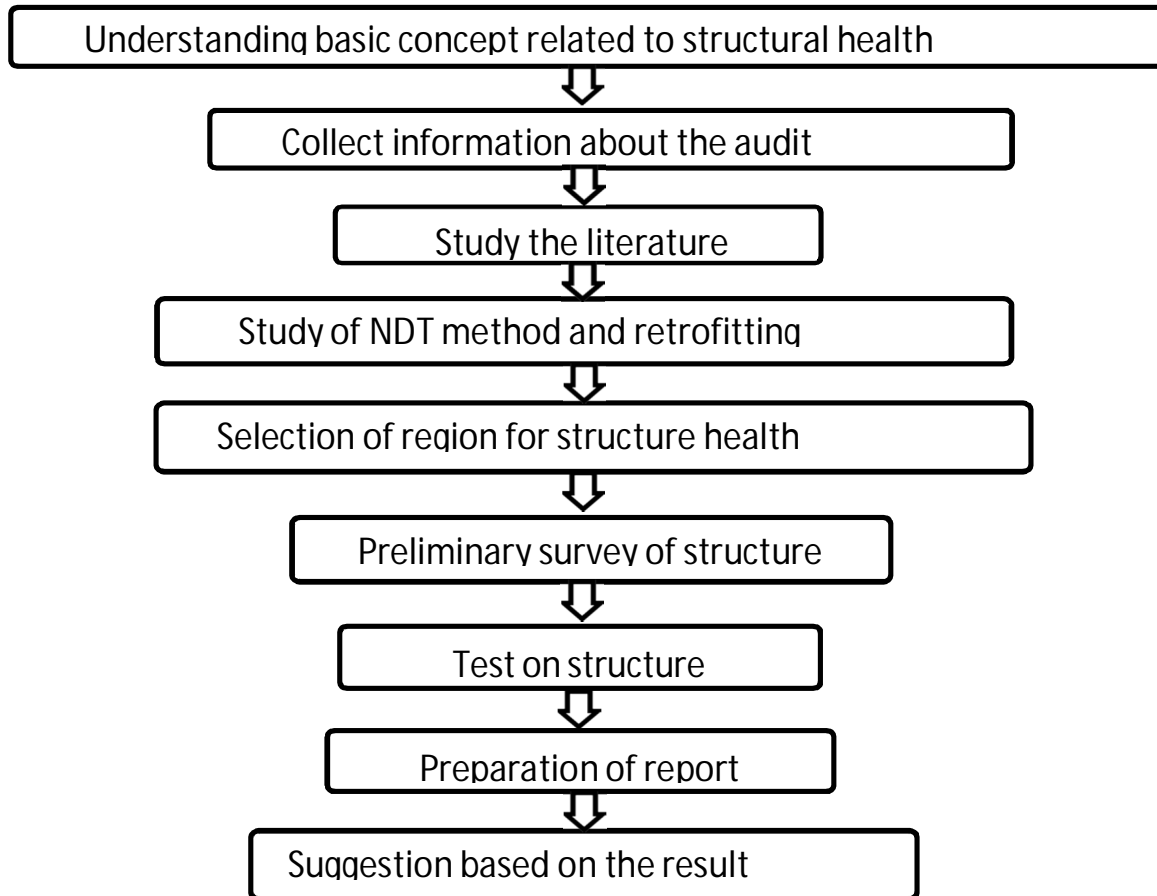 Understanding basic concept related to structural health
Collect information about the audit
Study the literature
Study of NDT method and retrofitting
Selection of region for structure health
Preliminary survey of structure
Test on structure
Preparation of report
Suggestion based on the result